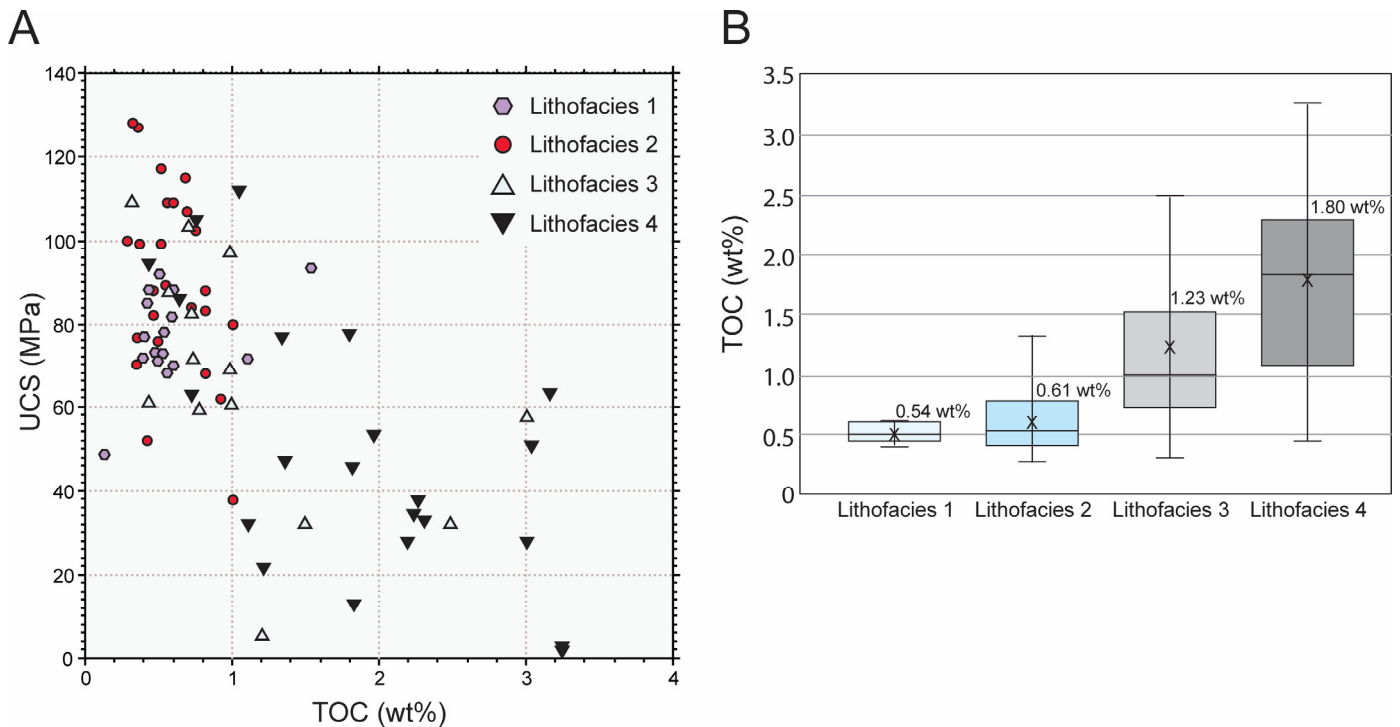 A
140
120
100
80
60
40
20
0
UCS (MPa)
0 1 2 3 4
TOC (wt%)
Lithofacies 1
Lithofacies 2
Lithofacies 3
Lithofacies 4
B
3.5
3.0
2.5
2.0
1.5
1.0
0.5
0
TOC (wt%)
0.54 wt%
0.61 wt%
1.23 wt%
1.80 wt%
Lithofacies 1 Lithofacies 2 Lithofacies 3 Lithofacies 4